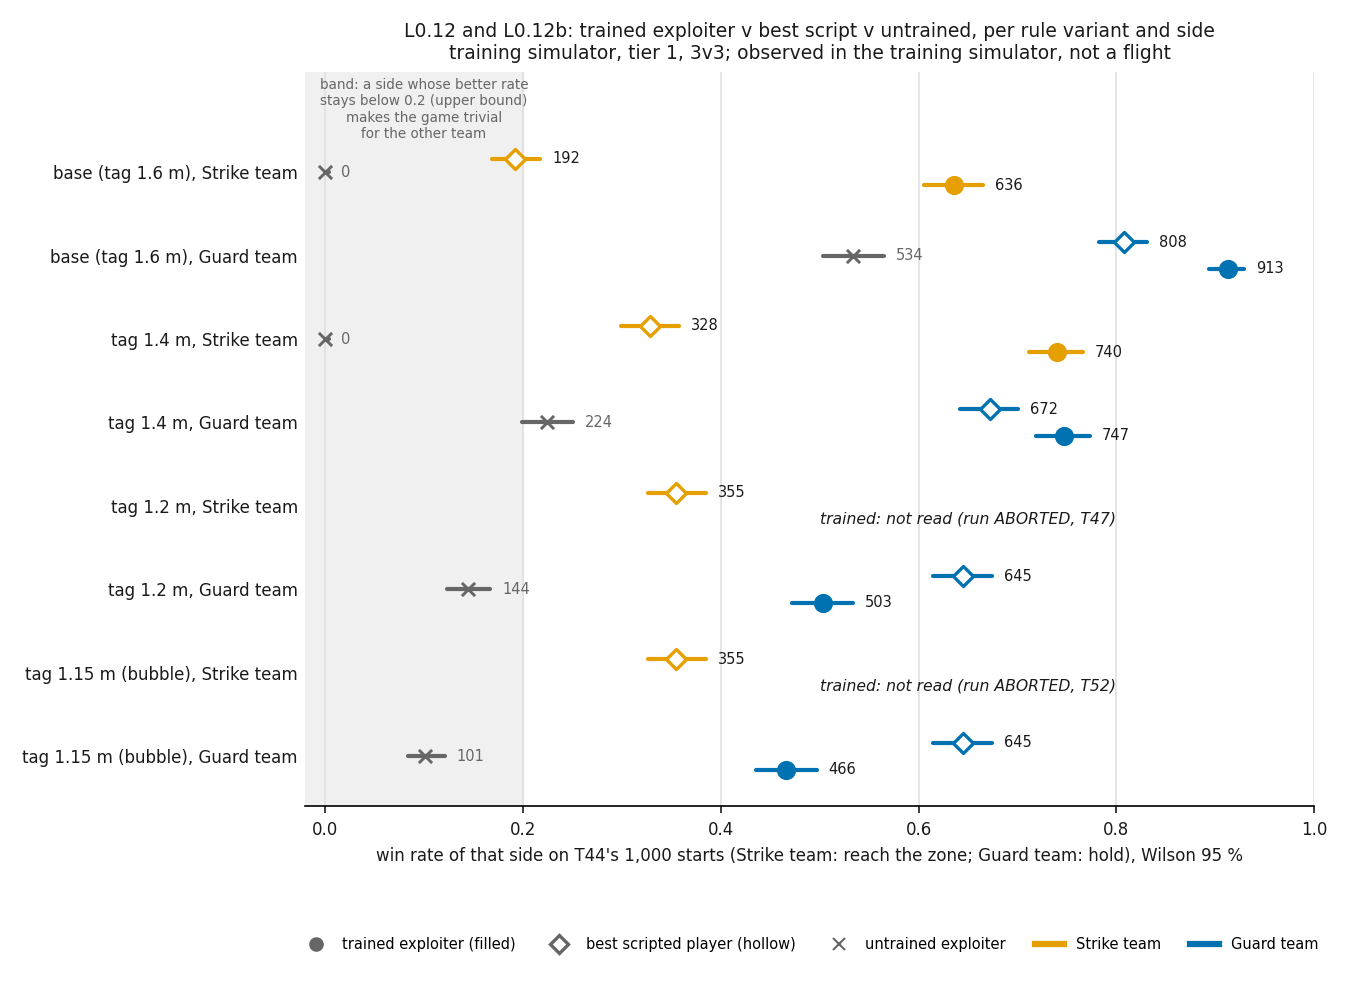 L0.12 and L0.12b: trained exploiter v best script v untrained, per rule variant and side
training simulator, tier 1, 3v3; observed in the training simulator, not a flight
band: a side whose better rate
stays below 0.2 (upper bound)
makes the game trivial
for the other team
base (tag 1.6 m), Strike team
0
192
636
base (tag 1.6 m), Guard team
534
808
913
tag 1.4 m, Strike team
0
328
740
tag 1.4 m, Guard team
224
672
747
tag 1.2 m, Strike team
355
trained: not read (run ABORTED, T47)
tag 1.2 m, Guard team
144
645
503
tag 1.15 m (bubble), Strike team
355
trained: not read (run ABORTED, T52)
tag 1.15 m (bubble), Guard team
101
645
466
0.0 0.2 0.4 0.6 0.8 1.0
win rate of that side on T44's 1,000 starts (Strike team: reach the zone; Guard team: hold), Wilson 95 %
trained exploiter (filled) best scripted player (hollow) untrained exploiter Strike team Guard team